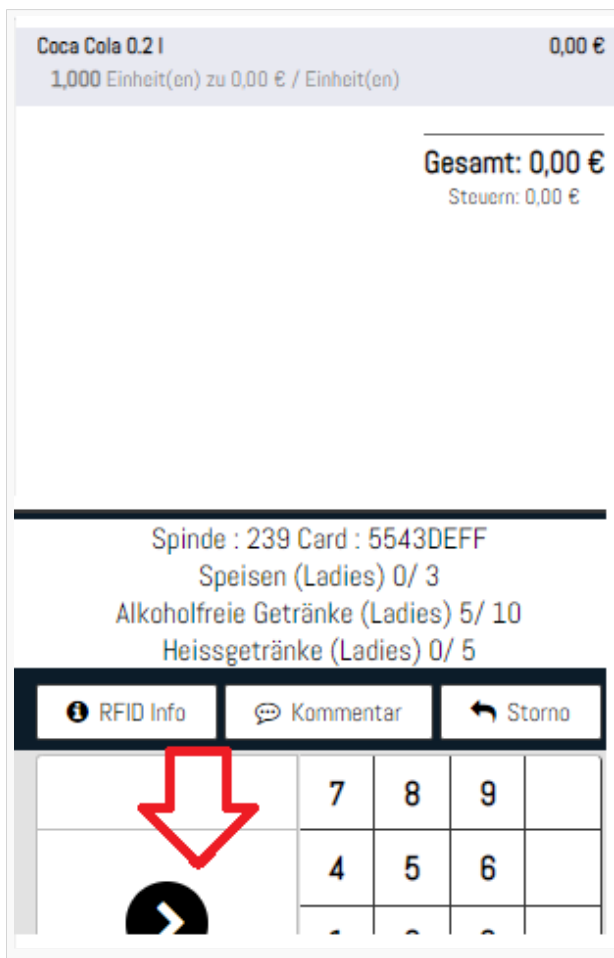 Coca Cola 0.2 l 0,00 €
1,000 Einheit(en) zu 0,00 € / Einheit(en)
Gesamt: 0,00 €
Steuern: 0,00 €
Spinde : 239 Card : 5543DEFF
Speisen (Ladies) 0/ 3
Alkoholfreie Getränke (Ladies) 5/ 10
Heissgetränke (Ladies) 0/ 5
RFID Info Kommentar Storno
7 8 9
4 5 6